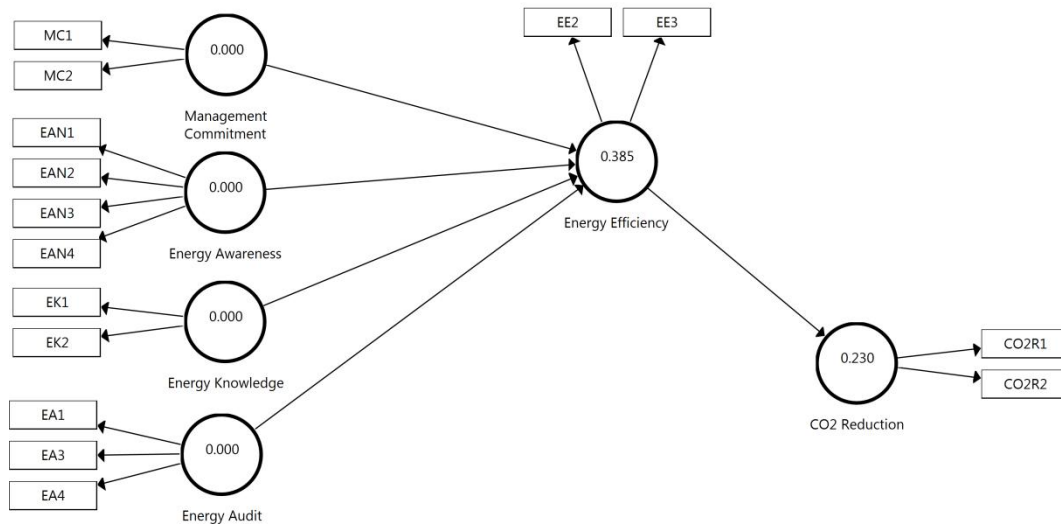 MC1
MC2
0.000
Management
Commitment
EAN1
EAN2
EAN3
EAN4
0.000
Energy Awareness
EK1
EK2
0.000
Energy Knowledge
EA1
EA3
EA4
0.000
Energy Audit
EE2
EE3
0.385
Energy Efficiency
0.230
CO2 Reduction
CO2R1
CO2R2